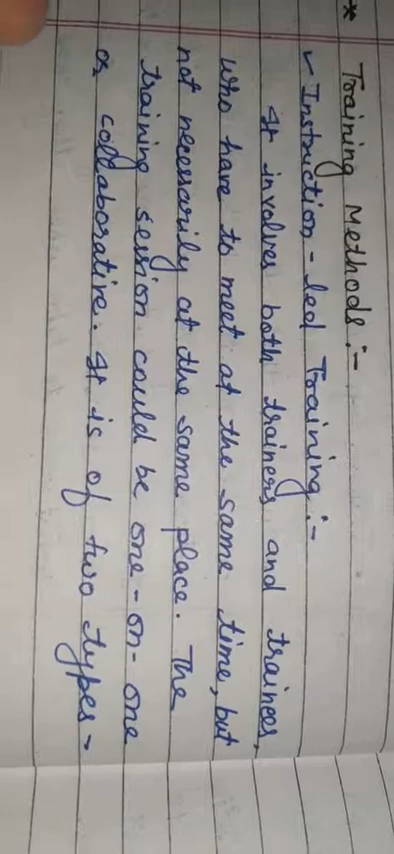 * Training Methods :-
✓ Instruction - led Training :-
It involves both trainers and trainees,
who have to meet at the same time, but
not necessarily at the same place. The
training session could be one - on - one
or collaborative. It is of two types -